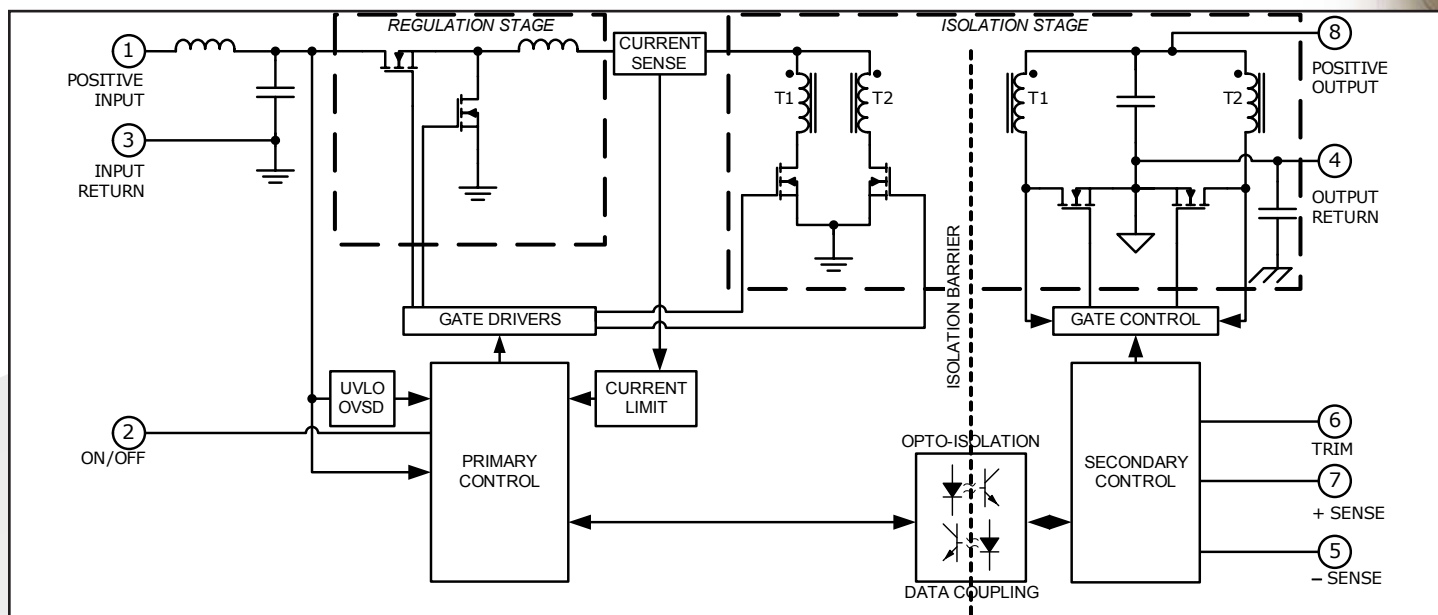 REGULATION STAGE
ISOLATION STAGE
1
POSITIVE
INPUT
3
INPUT
RETURN
CURRENT
SENSE
T1
T2
T1
T2
8
POSITIVE
OUTPUT
4
OUTPUT
RETURN
ISOLATION BARRIER
GATE DRIVERS
GATE CONTROL
UVLO
OVSD
CURRENT
LIMIT
2
ON/OFF
PRIMARY
CONTROL
OPTO-ISOLATION
DATA COUPLING
SECONDARY
CONTROL
6
TRIM
7
+ SENSE
5
– SENSE